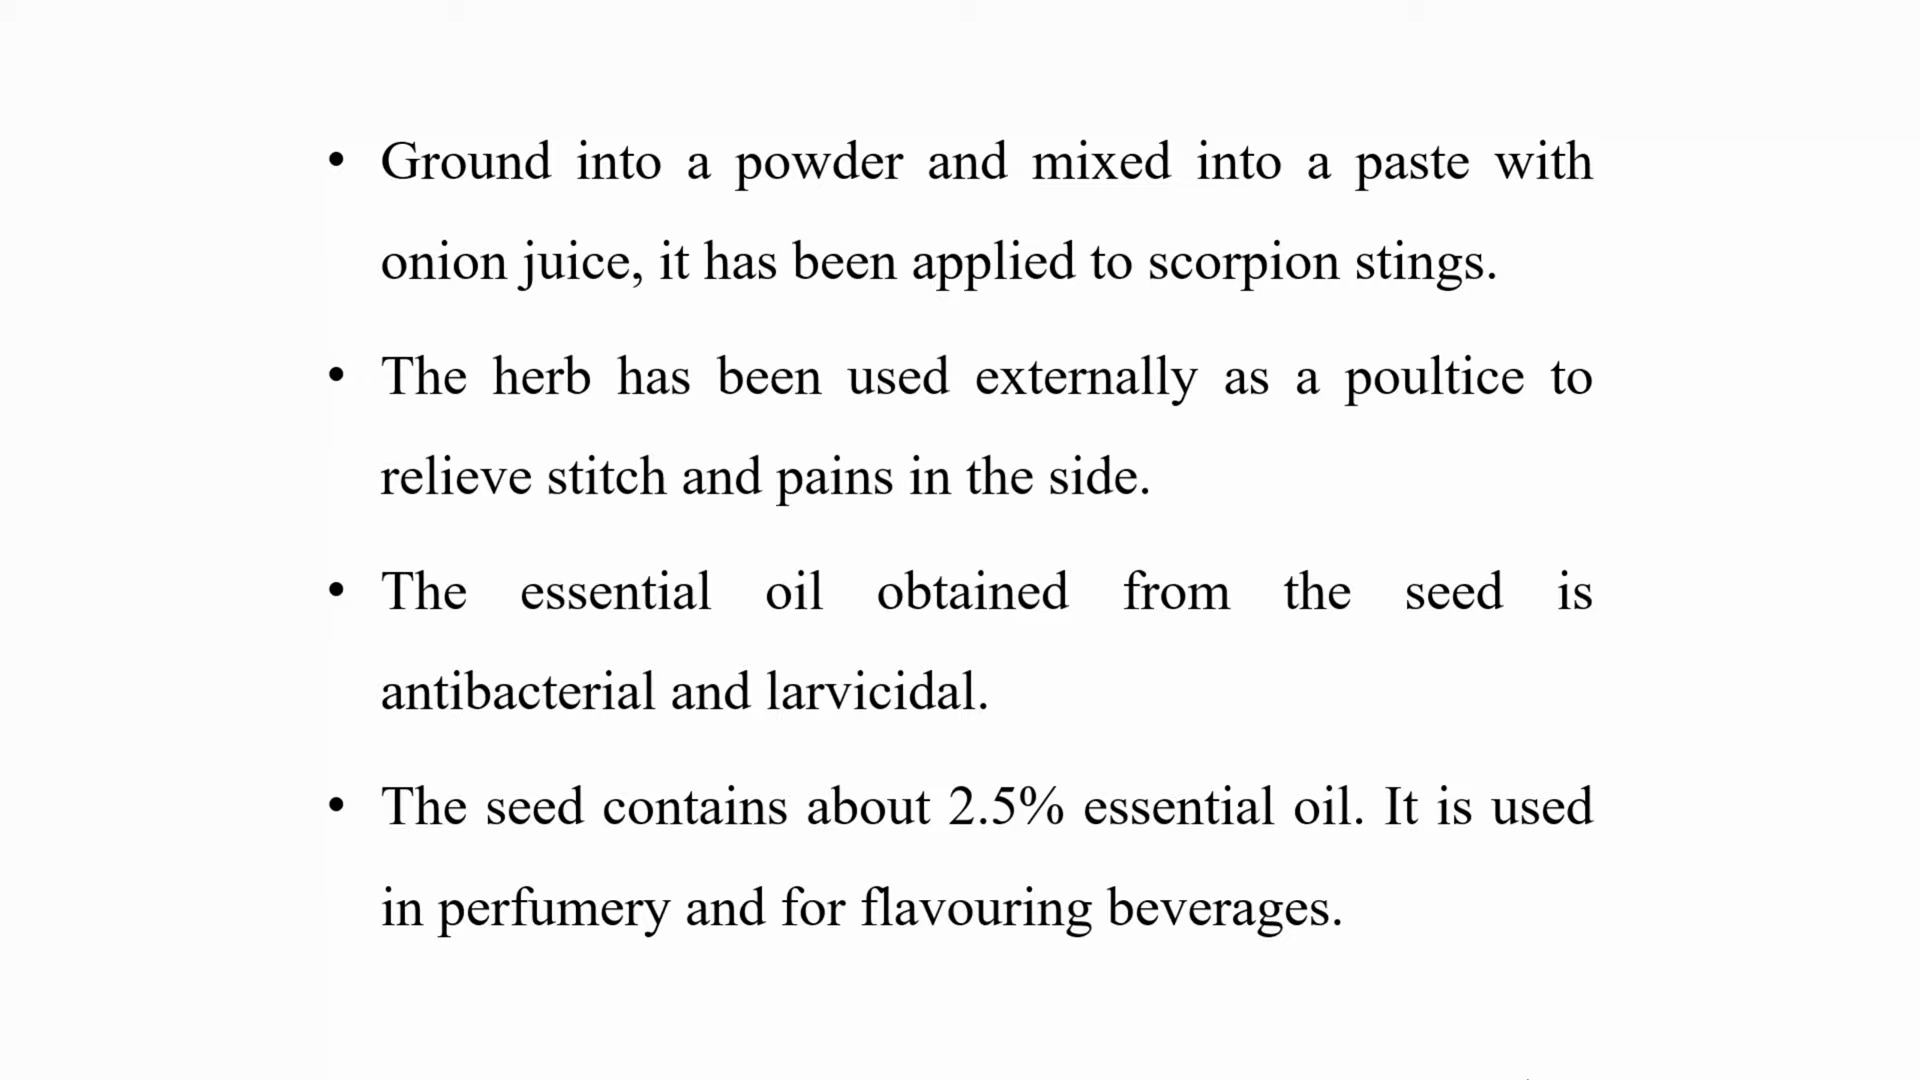 • Ground into a powder and mixed into a paste with
onion juice, it has been applied to scorpion stings.
• The herb has been used externally as a poultice to
relieve stitch and pains in the side.
• The essential oil obtained from the seed is
antibacterial and larvicidal.
• The seed contains about 2.5% essential oil. It is used
in perfumery and for flavouring beverages.